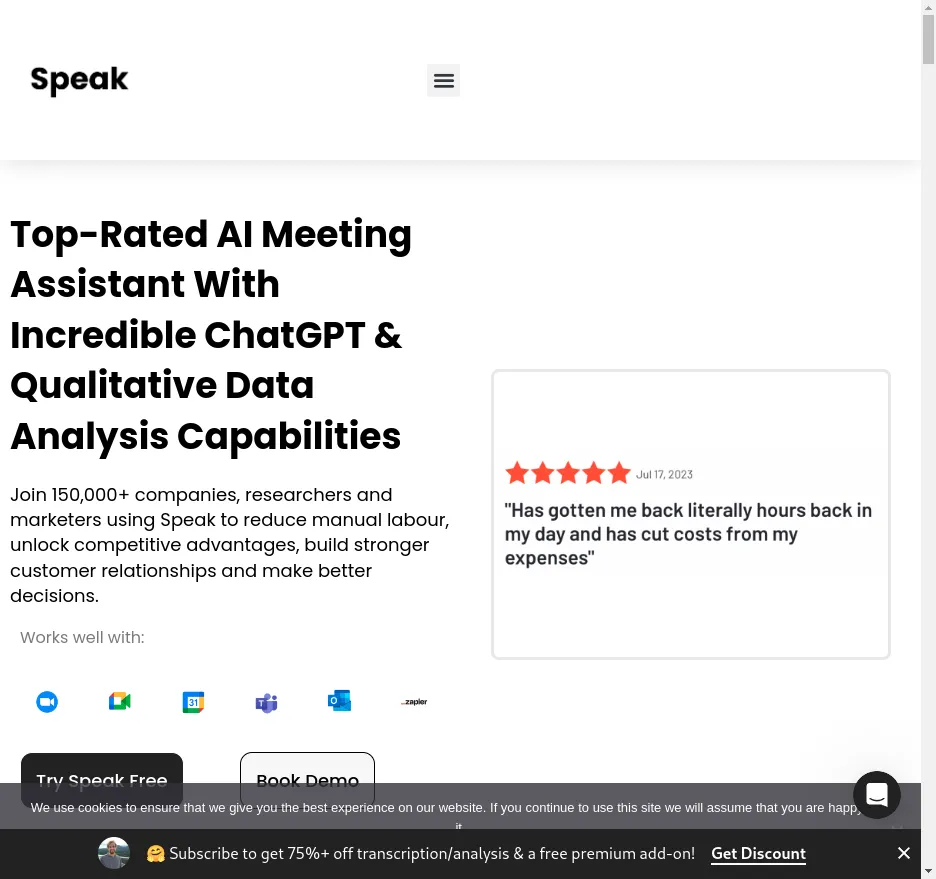 Speak
Top-Rated AI Meeting
Assistant With
Incredible ChatGPT &
Qualitative Data
Analysis Capabilities
Join 150,000+ companies, researchers and
marketers using Speak to reduce manual labour,
unlock competitive advantages, build stronger
customer relationships and make better
decisions.
Works well with:
31
T
O
zapier
Jul 17, 2023
"Has gotten me back literally hours back in
my day and has cut costs from my
expenses"
Try Speak Free
Book Demo
We use cookies to ensure that we give you the best experience on our website. If you continue to use this site we will assume that you are happy
it
Subscribe to get 75%+ off transcription/analysis & a free premium add-on!
Get Discount